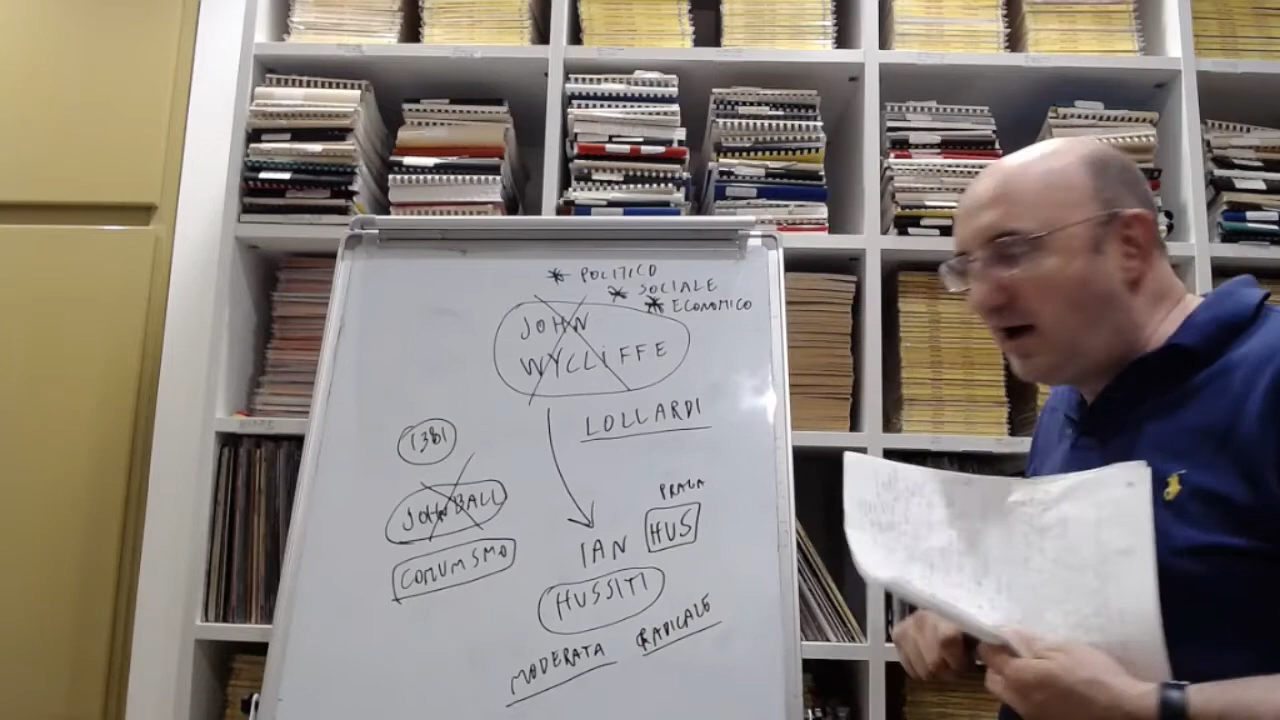 * POLITICO
* SOCIALE
* ECONOMICO
JOHN
WYCLIFFE
LOLLARDI
1381
JOHN BALL
COMUNISMO
PRAGA
IAN HUS
HUSSITI
MODERATA RADICALE